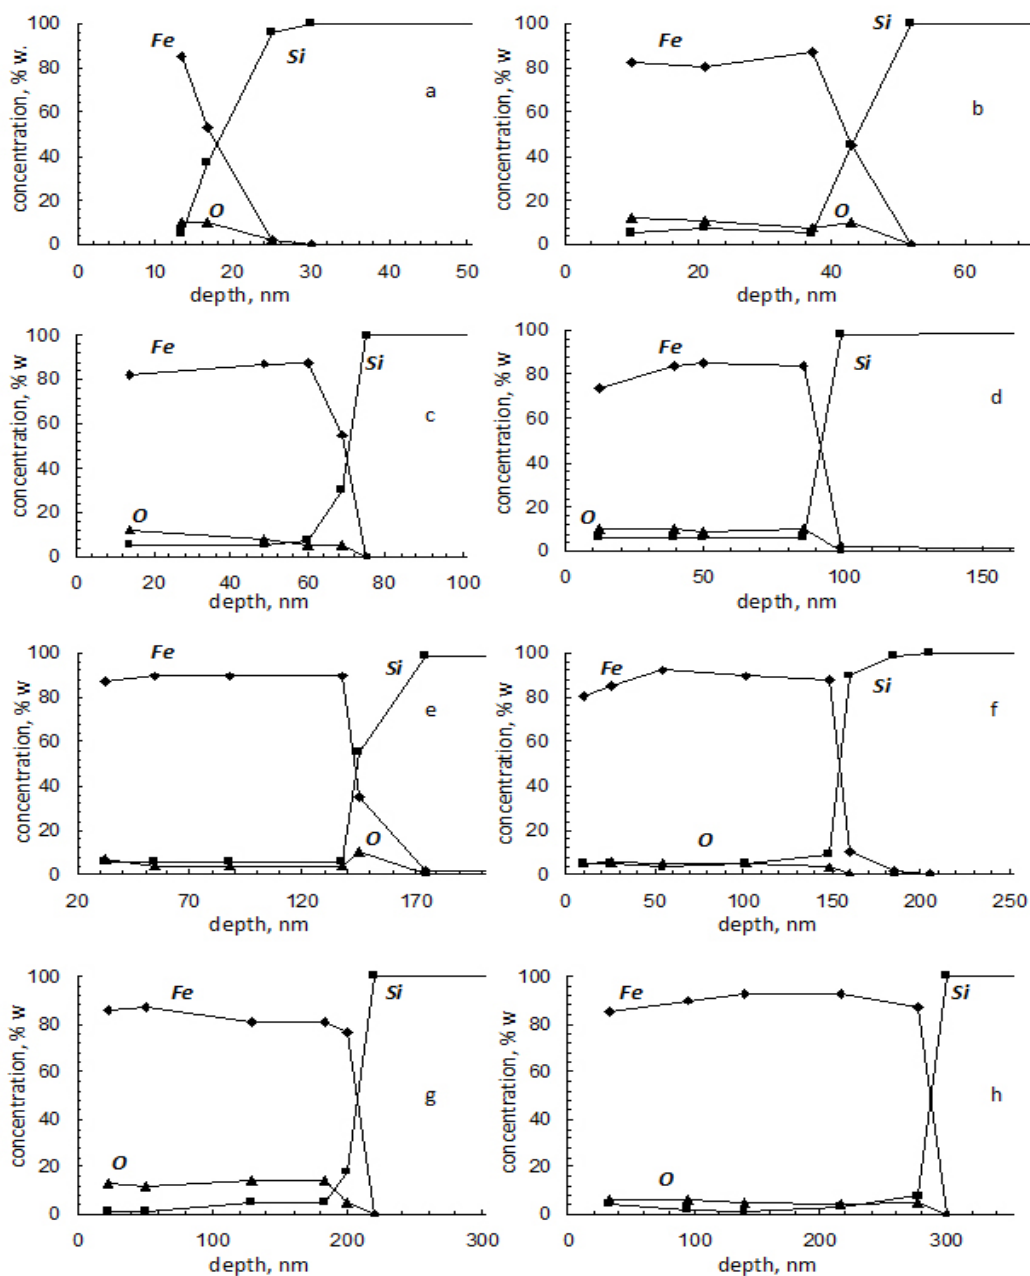 concentration, % w.
100
80
60
40
20
0
Fe
Si
O
a
0 10 20 30 40 50
depth, nm
concentration, % w
100
80
60
40
20
0
Fe
Si
O
b
0 20 40 60
depth, nm
concentration, % w
100
80
60
40
20
0
Fe
Si
O
c
0 20 40 60 80 100
depth, nm
concentration, % w
100
80
60
40
20
0
Fe
Si
O
d
0 50 100 150
depth, nm
concentration, % w
100
80
60
40
20
0
Fe
Si
O
e
20 70 120 170
depth, nm
concentration, % w
100
80
60
40
20
0
Fe
Si
O
f
0 50 100 150 200 250
depth, nm
concentration, % w
100
80
60
40
20
0
Fe
Si
O
g
0 100 200 300
depth, nm
concentration, % w
100
80
60
40
20
0
Fe
Si
O
h
0 100 200 300
depth, nm